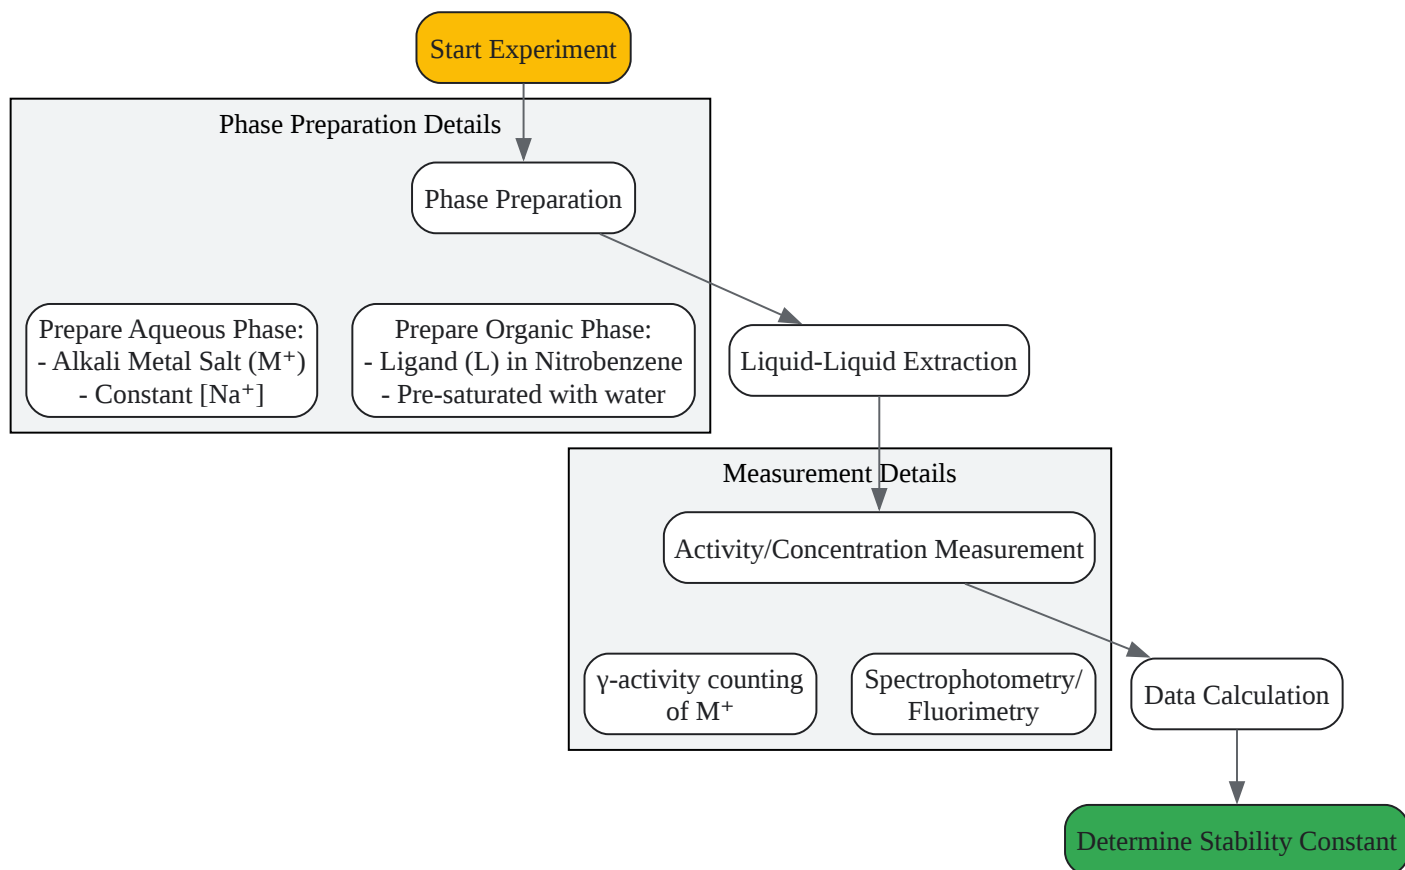 Start Experiment
Phase Preparation Details
Phase Preparation
Prepare Aqueous Phase:
- Alkali Metal Salt (M⁺)
- Constant [Na⁺]
Prepare Organic Phase:
- Ligand (L) in Nitrobenzene
- Pre-saturated with water
Liquid-Liquid Extraction
Measurement Details
Activity/Concentration Measurement
γ-activity counting
of M⁺
Spectrophotometry/
Fluorimetry
Data Calculation
Determine Stability Constant